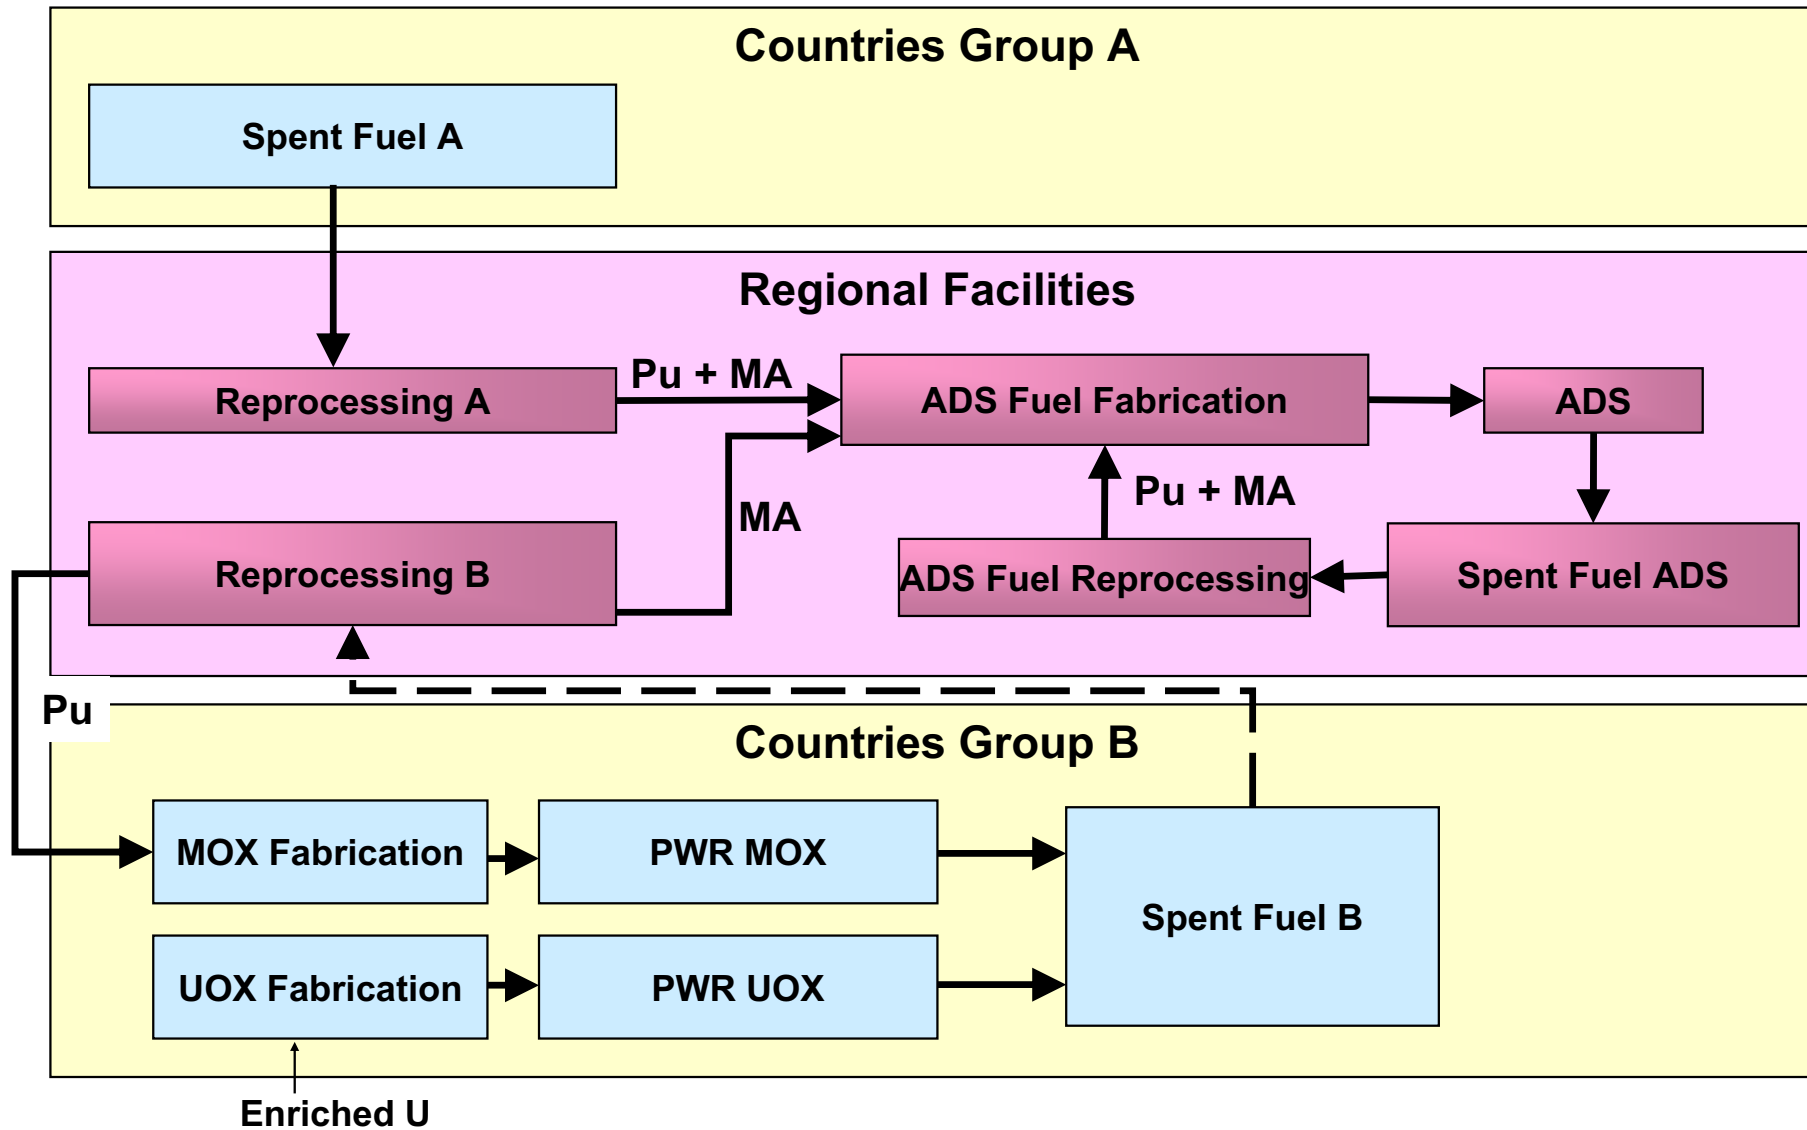 Countries Group A
Spent Fuel A
Regional Facilities
Reprocessing A
Pu + MA
ADS Fuel Fabrication
ADS
Reprocessing B
MA
Pu + MA
ADS Fuel Reprocessing
Spent Fuel ADS
Pu
Countries Group B
MOX Fabrication
PWR MOX
Spent Fuel B
UOX Fabrication
PWR UOX
Enriched U